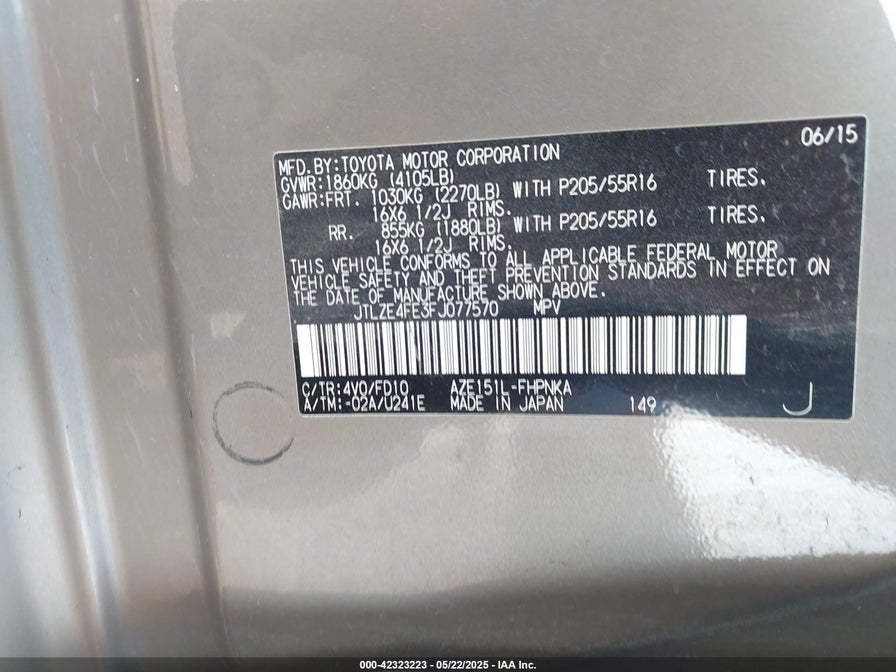 06/15
MFD.BY:TOYOTA MOTOR CORPORATION
GVWR:1860KG (4105LB)
GAWR:FRT. 1030KG (2270LB) WITH P205/55R16 TIRES.
16X6 1/2J RIMS.
RR. 855KG (1880LB) WITH P205/55R16 TIRES.
16X6 1/2J RIMS.
THIS VEHICLE CONFORMS TO ALL APPLICABLE FEDERAL MOTOR
VEHICLE SAFETY AND THEFT PREVENTION STANDARDS IN EFFECT ON
THE DATE OF MANUFACTURE SHOWN ABOVE.
JTLZE4FE3FJ077570 MPV
C/TR:4V0/FD10 AZE151L-FHPNKA
A/TM:-02A/U241E MADE IN JAPAN 149 J
000-42323223 - 05/22/2025 - IAA Inc.